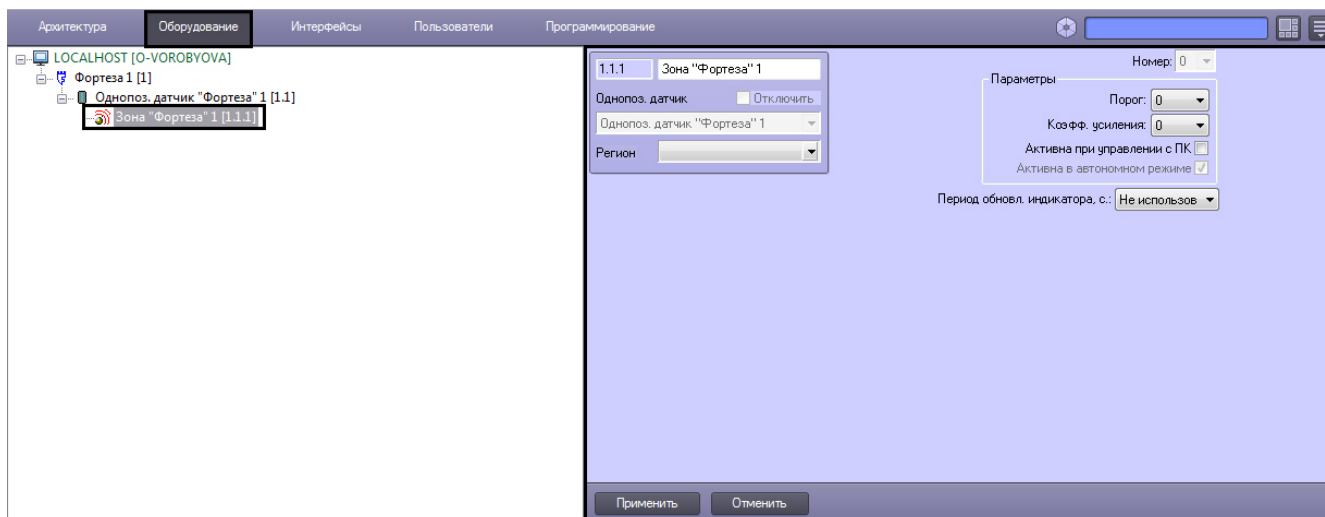 Архитектура Оборудование Интерфейсы Пользователи Программирование
LOCALHOST [O-VOROBYOVA]
Фортеза 1 [1]
Однопоз. датчик "Фортеза" 1 [1.1]
Зона "Фортеза" 1 [1.1.1]
1.1.1 Зона "Фортеза" 1
Однопоз. датчик Отключить
Однопоз. датчик "Фортеза" 1
Регион
Номер: 0
Параметры
Порог: 0
Коэфф. усиления: 0
Активна при управлении с ПК
Активна в автономном режиме
Период обновл. индикатора, с.: Не использов
Применить Отменить